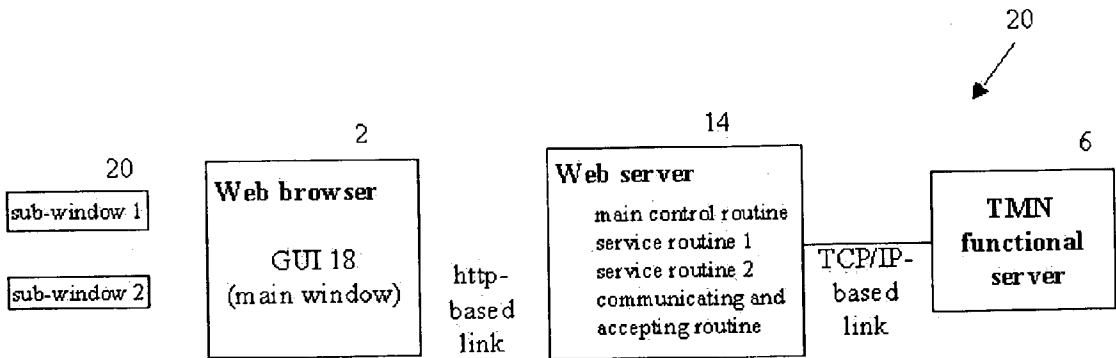 20
2
14
6
20
sub-window 1
sub-window 2
Web browser
GUI 18
(main window)
http-
based
link
Web server
main control routine
service routine 1
service routine 2
communicating and
accepting routine
TCP/IP-
based
link
TMN
functional
server